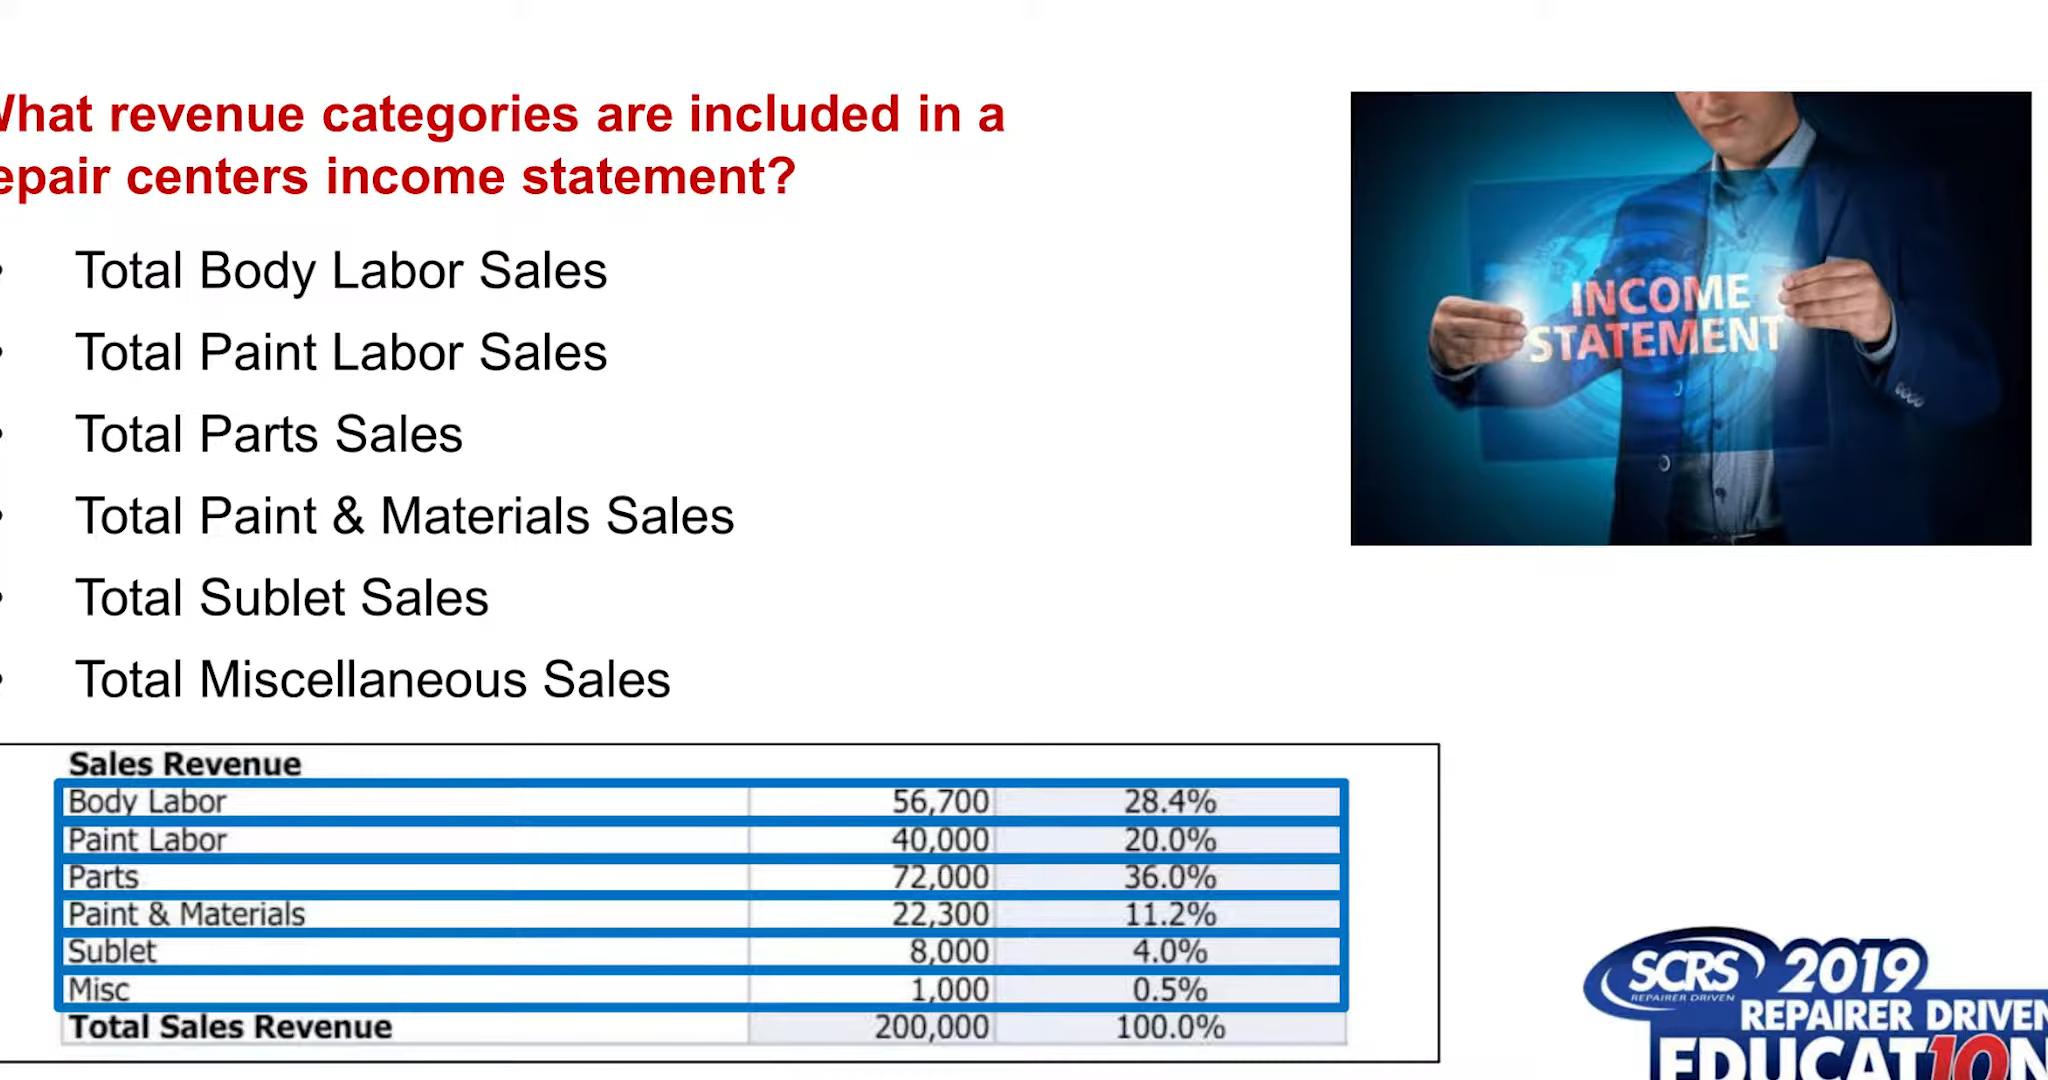 What revenue categories are included in a
repair centers income statement?
• Total Body Labor Sales
• Total Paint Labor Sales
• Total Parts Sales
• Total Paint & Materials Sales
• Total Sublet Sales
• Total Miscellaneous Sales
INCOME
STATEMENT
Sales Revenue
Body Labor 56,700 28.4%
Paint Labor 40,000 20.0%
Parts 72,000 36.0%
Paint & Materials 22,300 11.2%
Sublet 8,000 4.0%
Misc 1,000 0.5%
Total Sales Revenue 200,000 100.0%
SCRS 2019
REPAIRER DRIVEN
REPAIRER DRIVEN
EDUCAT10N